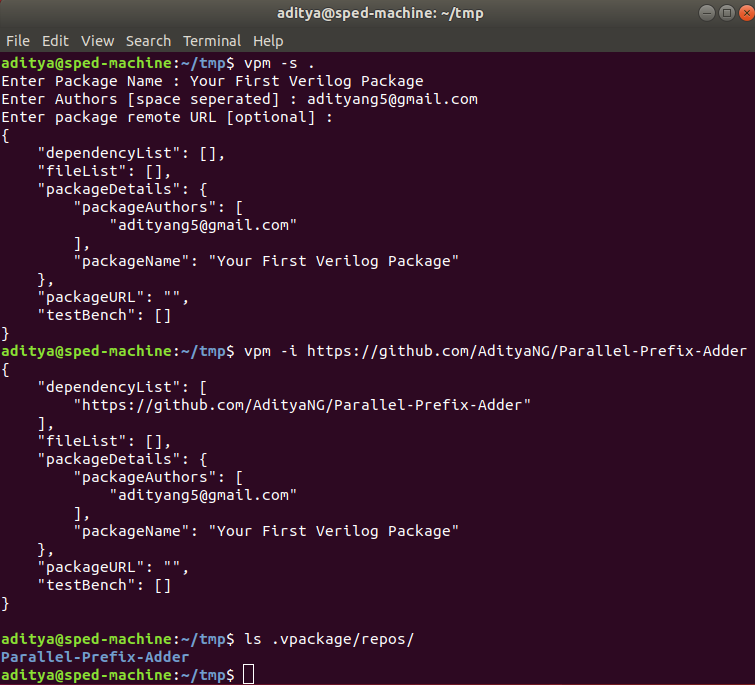 aditya@sped-machine: ~/tmp
File Edit View Search Terminal Help
aditya@sped-machine:~/tmp$ vpm -s .
Enter Package Name : Your First Verilog Package
Enter Authors [space seperated] : adityang5@gmail.com
Enter package remote URL [optional] :
{
    "dependencyList": [],
    "fileList": [],
    "packageDetails": {
        "packageAuthors": [
            "adityang5@gmail.com"
        ],
        "packageName": "Your First Verilog Package"
    },
    "packageURL": "",
    "testBench": []
}
aditya@sped-machine:~/tmp$ vpm -i https://github.com/AdityaNG/Parallel-Prefix-Adder
{
    "dependencyList": [
        "https://github.com/AdityaNG/Parallel-Prefix-Adder"
    ],
    "fileList": [],
    "packageDetails": {
        "packageAuthors": [
            "adityang5@gmail.com"
        ],
        "packageName": "Your First Verilog Package"
    },
    "packageURL": "",
    "testBench": []
}
aditya@sped-machine:~/tmp$ ls .vpackage/repos/
Parallel-Prefix-Adder
aditya@sped-machine:~/tmp$